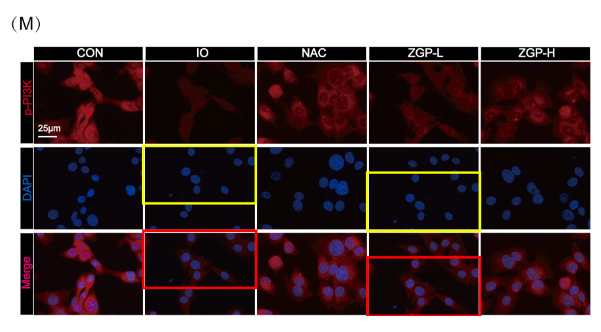 (M)
CON IO NAC ZGP-L ZGP-H
p-PI3K
25μm
DAPI
Merge